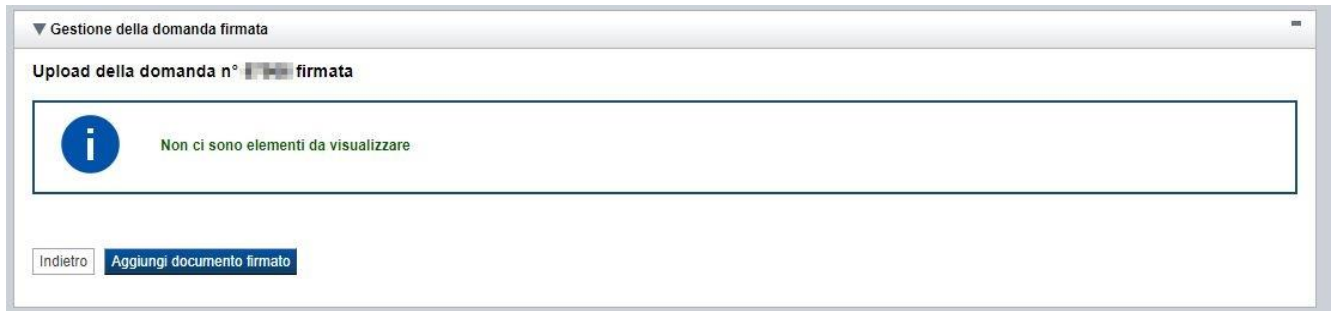 Gestione della domanda firmata
Upload della domanda n° firmata
i
Non ci sono elementi da visualizzare
Indietro
Aggiungi documento firmato